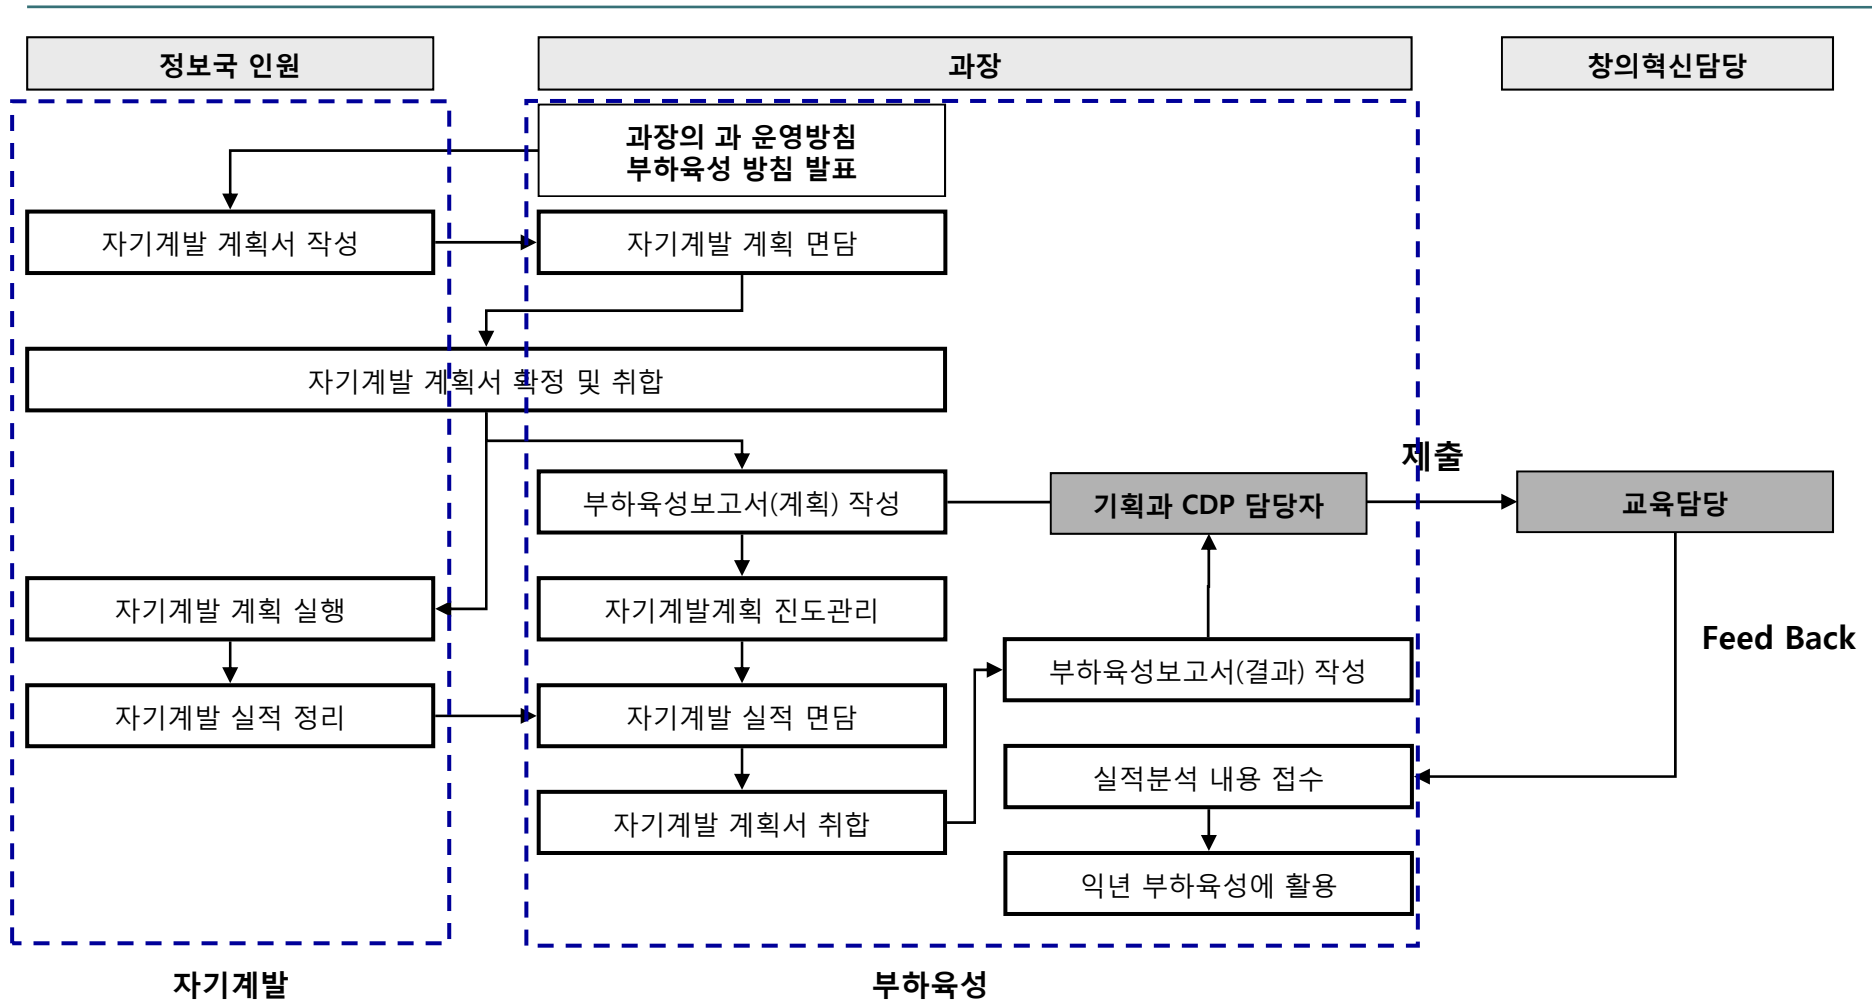 정보국 인원
과장
창의혁신담당
과장의 과 운영방침
부하육성 방침 발표
자기계발 계획서 작성
자기계발 계획 면담
자기계발 계획서 확정 및 취합
제출
부하육성보고서(계획) 작성
기획과 CDP 담당자
교육담당
자기계발 계획 실행
자기계발계획 진도관리
Feed Back
부하육성보고서(결과) 작성
자기계발 실적 정리
자기계발 실적 면담
실적분석 내용 접수
자기계발 계획서 취합
익년 부하육성에 활용
자기계발
부하육성